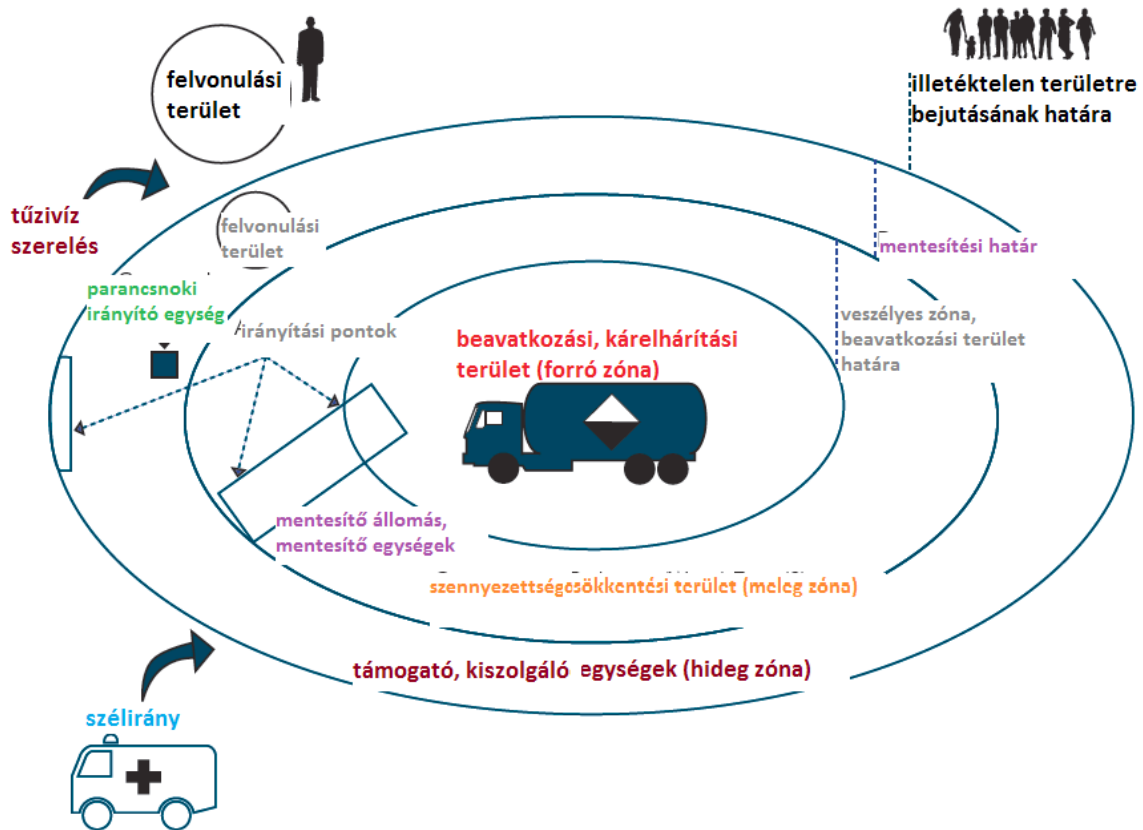 felvonulási
terület
illetéktelen területre
bejutásának határa
tűzivíz
szerelés
felvonulási
terület
mentesítési határ
parancsnoki
irányító egység
irányítási pontok
veszélyes zóna,
beavatkozási terület
határa
beavatkozási, kárelhárítási
terület (forró zóna)
mentesítő állomás,
mentesítő egységek
szennyezettségcsökkentési terület (meleg zóna)
támogató, kiszolgáló egységek (hideg zóna)
szélirány